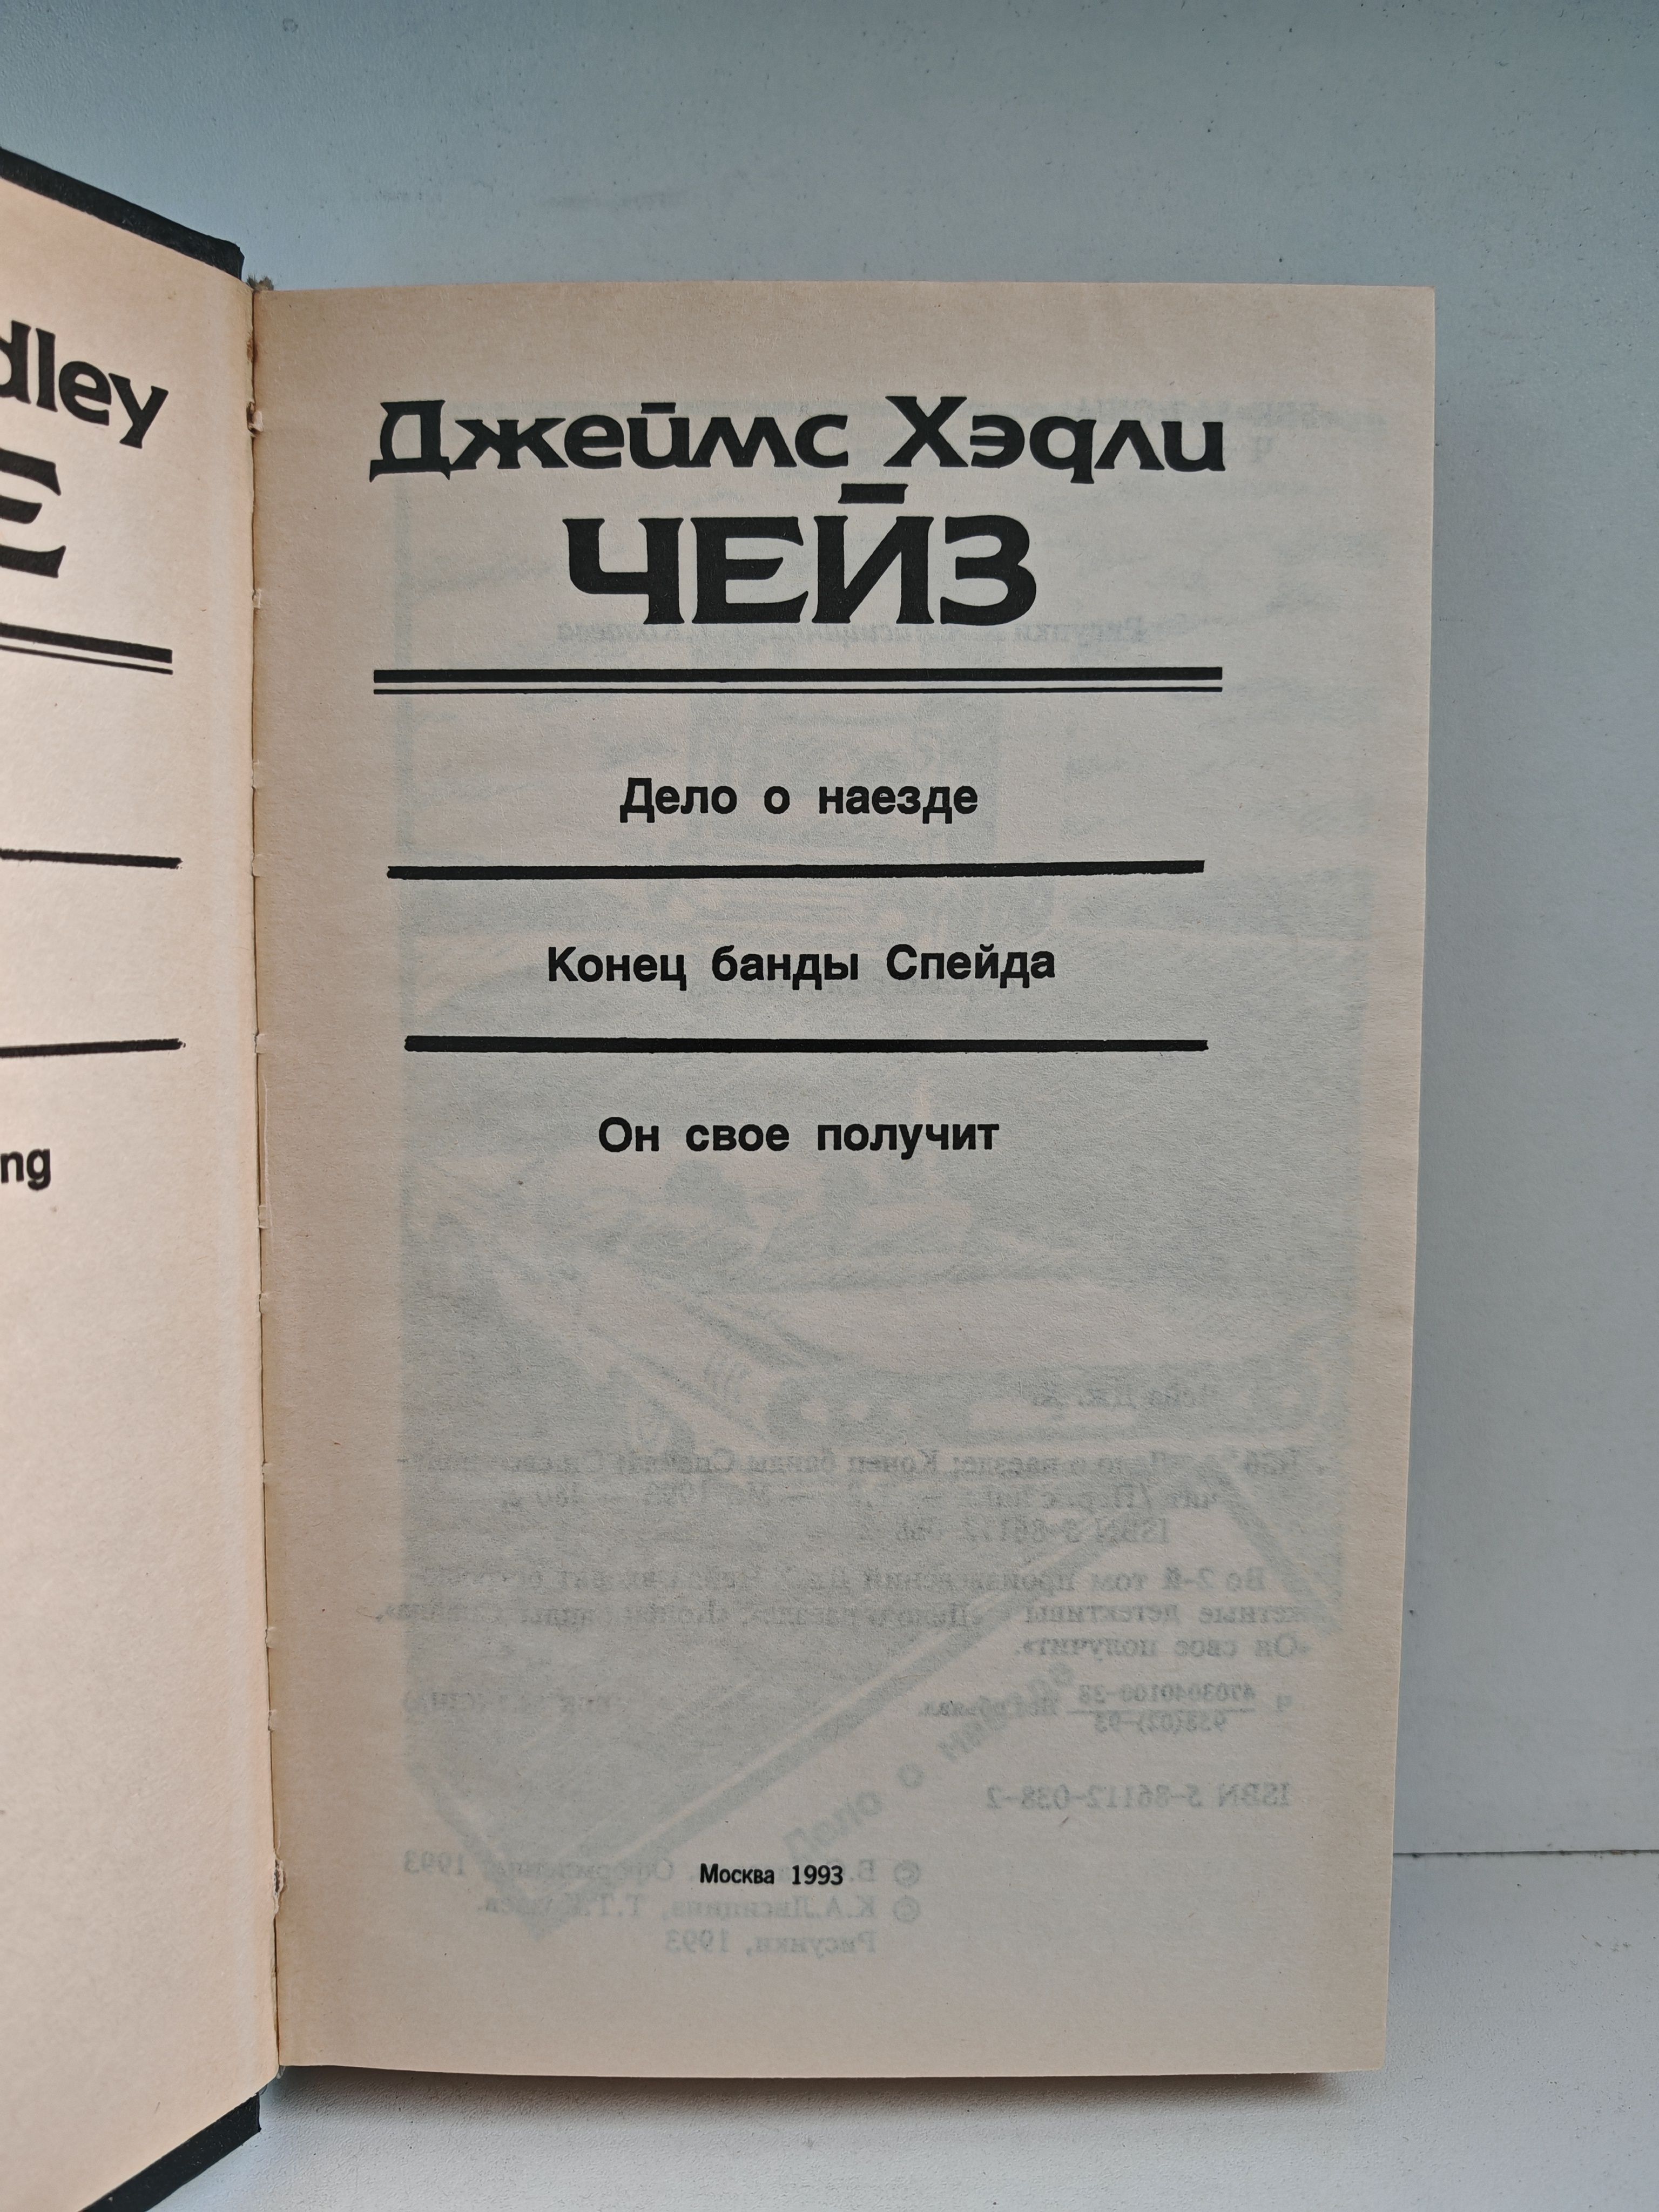 dley
E
ng
Джеймс Хэдли
ЧЕЙЗ
Дело о наезде
Конец банды Спейда
Он свое получит
Москва 1993